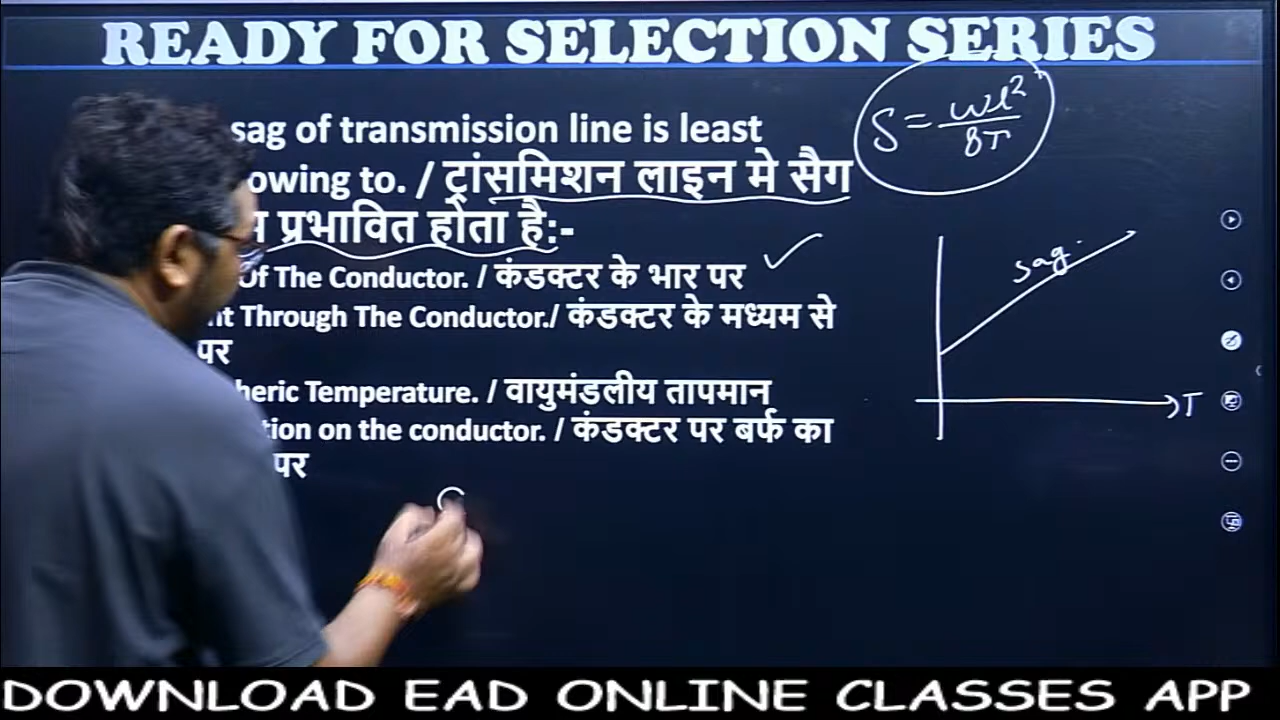 READY FOR SELECTION SERIES
sag of transmission line is least
owing to. / ट्रांसमिशन लाइन मे सैग
प्रभावित होता है:-
Of The Conductor. / कंडक्टर के भार पर
nt Through The Conductor./ कंडक्टर के मध्यम से
पर
heric Temperature. / वायुमंडलीय तापमान
tion on the conductor. / कंडक्टर पर बर्फ का
पर
S = wl²/8T
sag
T
DOWNLOAD EAD ONLINE CLASSES APP